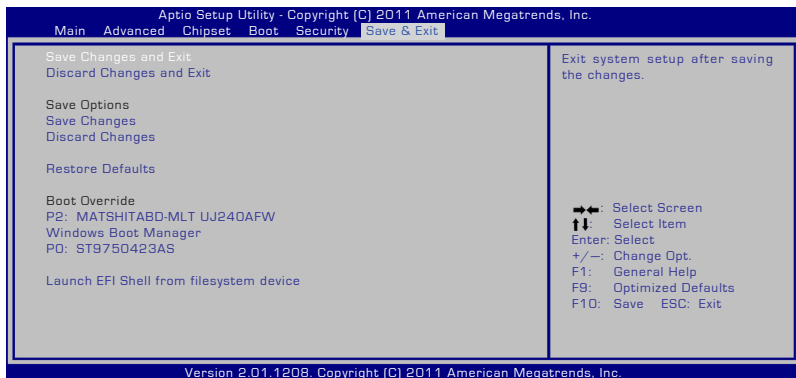 Aptio Setup Utility - Copyright (C) 2011 American Megatrends, Inc.
Main Advanced Chipset Boot Security Save & Exit
Save Changes and Exit
Discard Changes and Exit
Save Options
Save Changes
Discard Changes
Restore Defaults
Boot Override
P2: MATSHITABD-MLT UJ240AFW
Windows Boot Manager
P0: ST9750423AS
Launch EFI Shell from filesystem device
Exit system setup after saving
the changes.
→←: Select Screen
↑↓: Select Item
Enter: Select
+/—: Change Opt.
F1: General Help
F9: Optimized Defaults
F10: Save ESC: Exit
Version 2.01.1208. Copyright (C) 2011 American Megatrends, Inc.